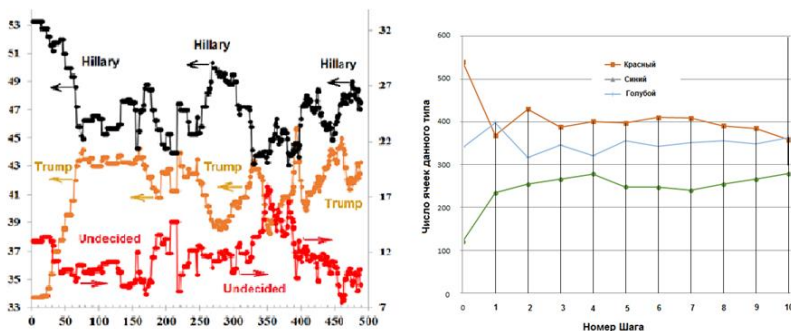 53
51
49
47
45
43
41
39
37
35
33
32
27
22
17
12
7
0 50 100 150 200 250 300 350 400 450 500
Hillary
Hillary
Hillary
Trump
Trump
Trump
Undecided
Undecided
600
500
400
300
200
100
0
Число ячеек данного типа
Красный
Синий
Голубой
0 1 2 3 4 5 6 7 8 9 10
Номер Шага